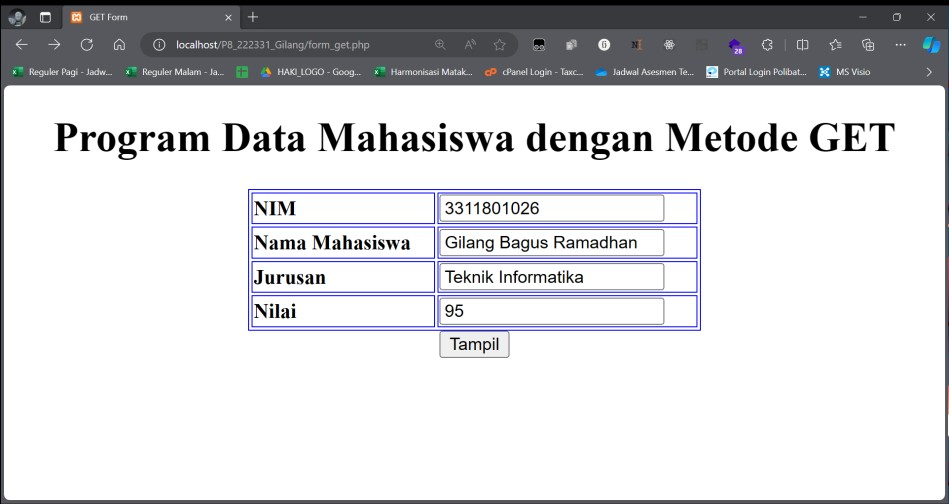 GET Form
localhost/P8_222331_Gilang/form_get.php
28
Reguler Pagi - Jadw... Reguler Malam - Ja... HAKI_LOGO - Goog... Harmonisasi Matak... cPanel Login - Taxc... Jadwal Asesmen Te... Portal Login Polibat... MS Visio
Program Data Mahasiswa dengan Metode GET
NIM 3311801026
Nama Mahasiswa Gilang Bagus Ramadhan
Jurusan Teknik Informatika
Nilai 95
Tampil